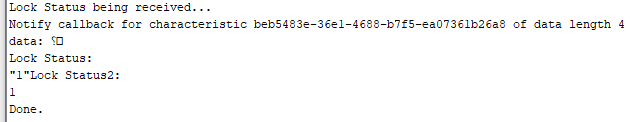 Lock Status being received...
Notify callback for characteristic beb5483e-36e1-4688-b7f5-ea07361b26a8 of data length 4
data: ⸮□
Lock Status:
"1"Lock Status2:
1
Done.